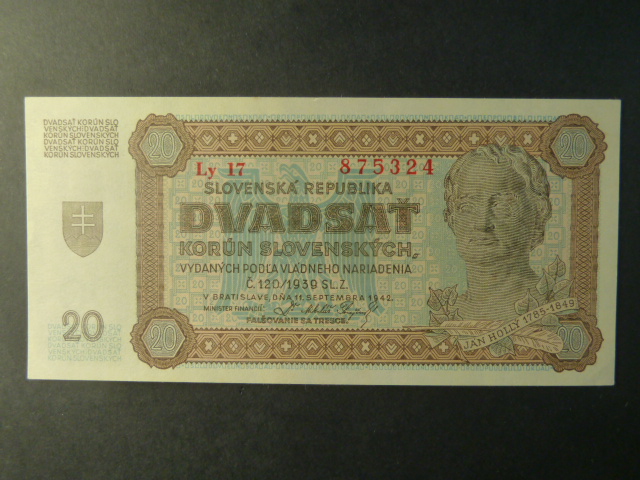 DVADSAŤ KORÚN SLO
VENSKÝCH/DVADSAŤ
KORÚN SLOVENSKÝCH
DVADSAŤ KORÚN SLO
VENSKÝCH/DVADSAŤ
KORÚN SLOVENSKÝCH
20 20
Ly 17 875324
SLOVENSKÁ REPUBLIKA
DVADSAŤ
KORÚN SLOVENSKÝCH,
VYDANÝCH PODĽA VLÁDNEHO NARIADENIA
Č. 120/1939 SL. Z.
V BRATISLAVE, DŇA 11. SEPTEMBRA 1942.
MINISTER FINANCIÍ:
FALŠOVANIE SA TRESCE.
JÁN HOLLÝ 1785-1849
20 20 20